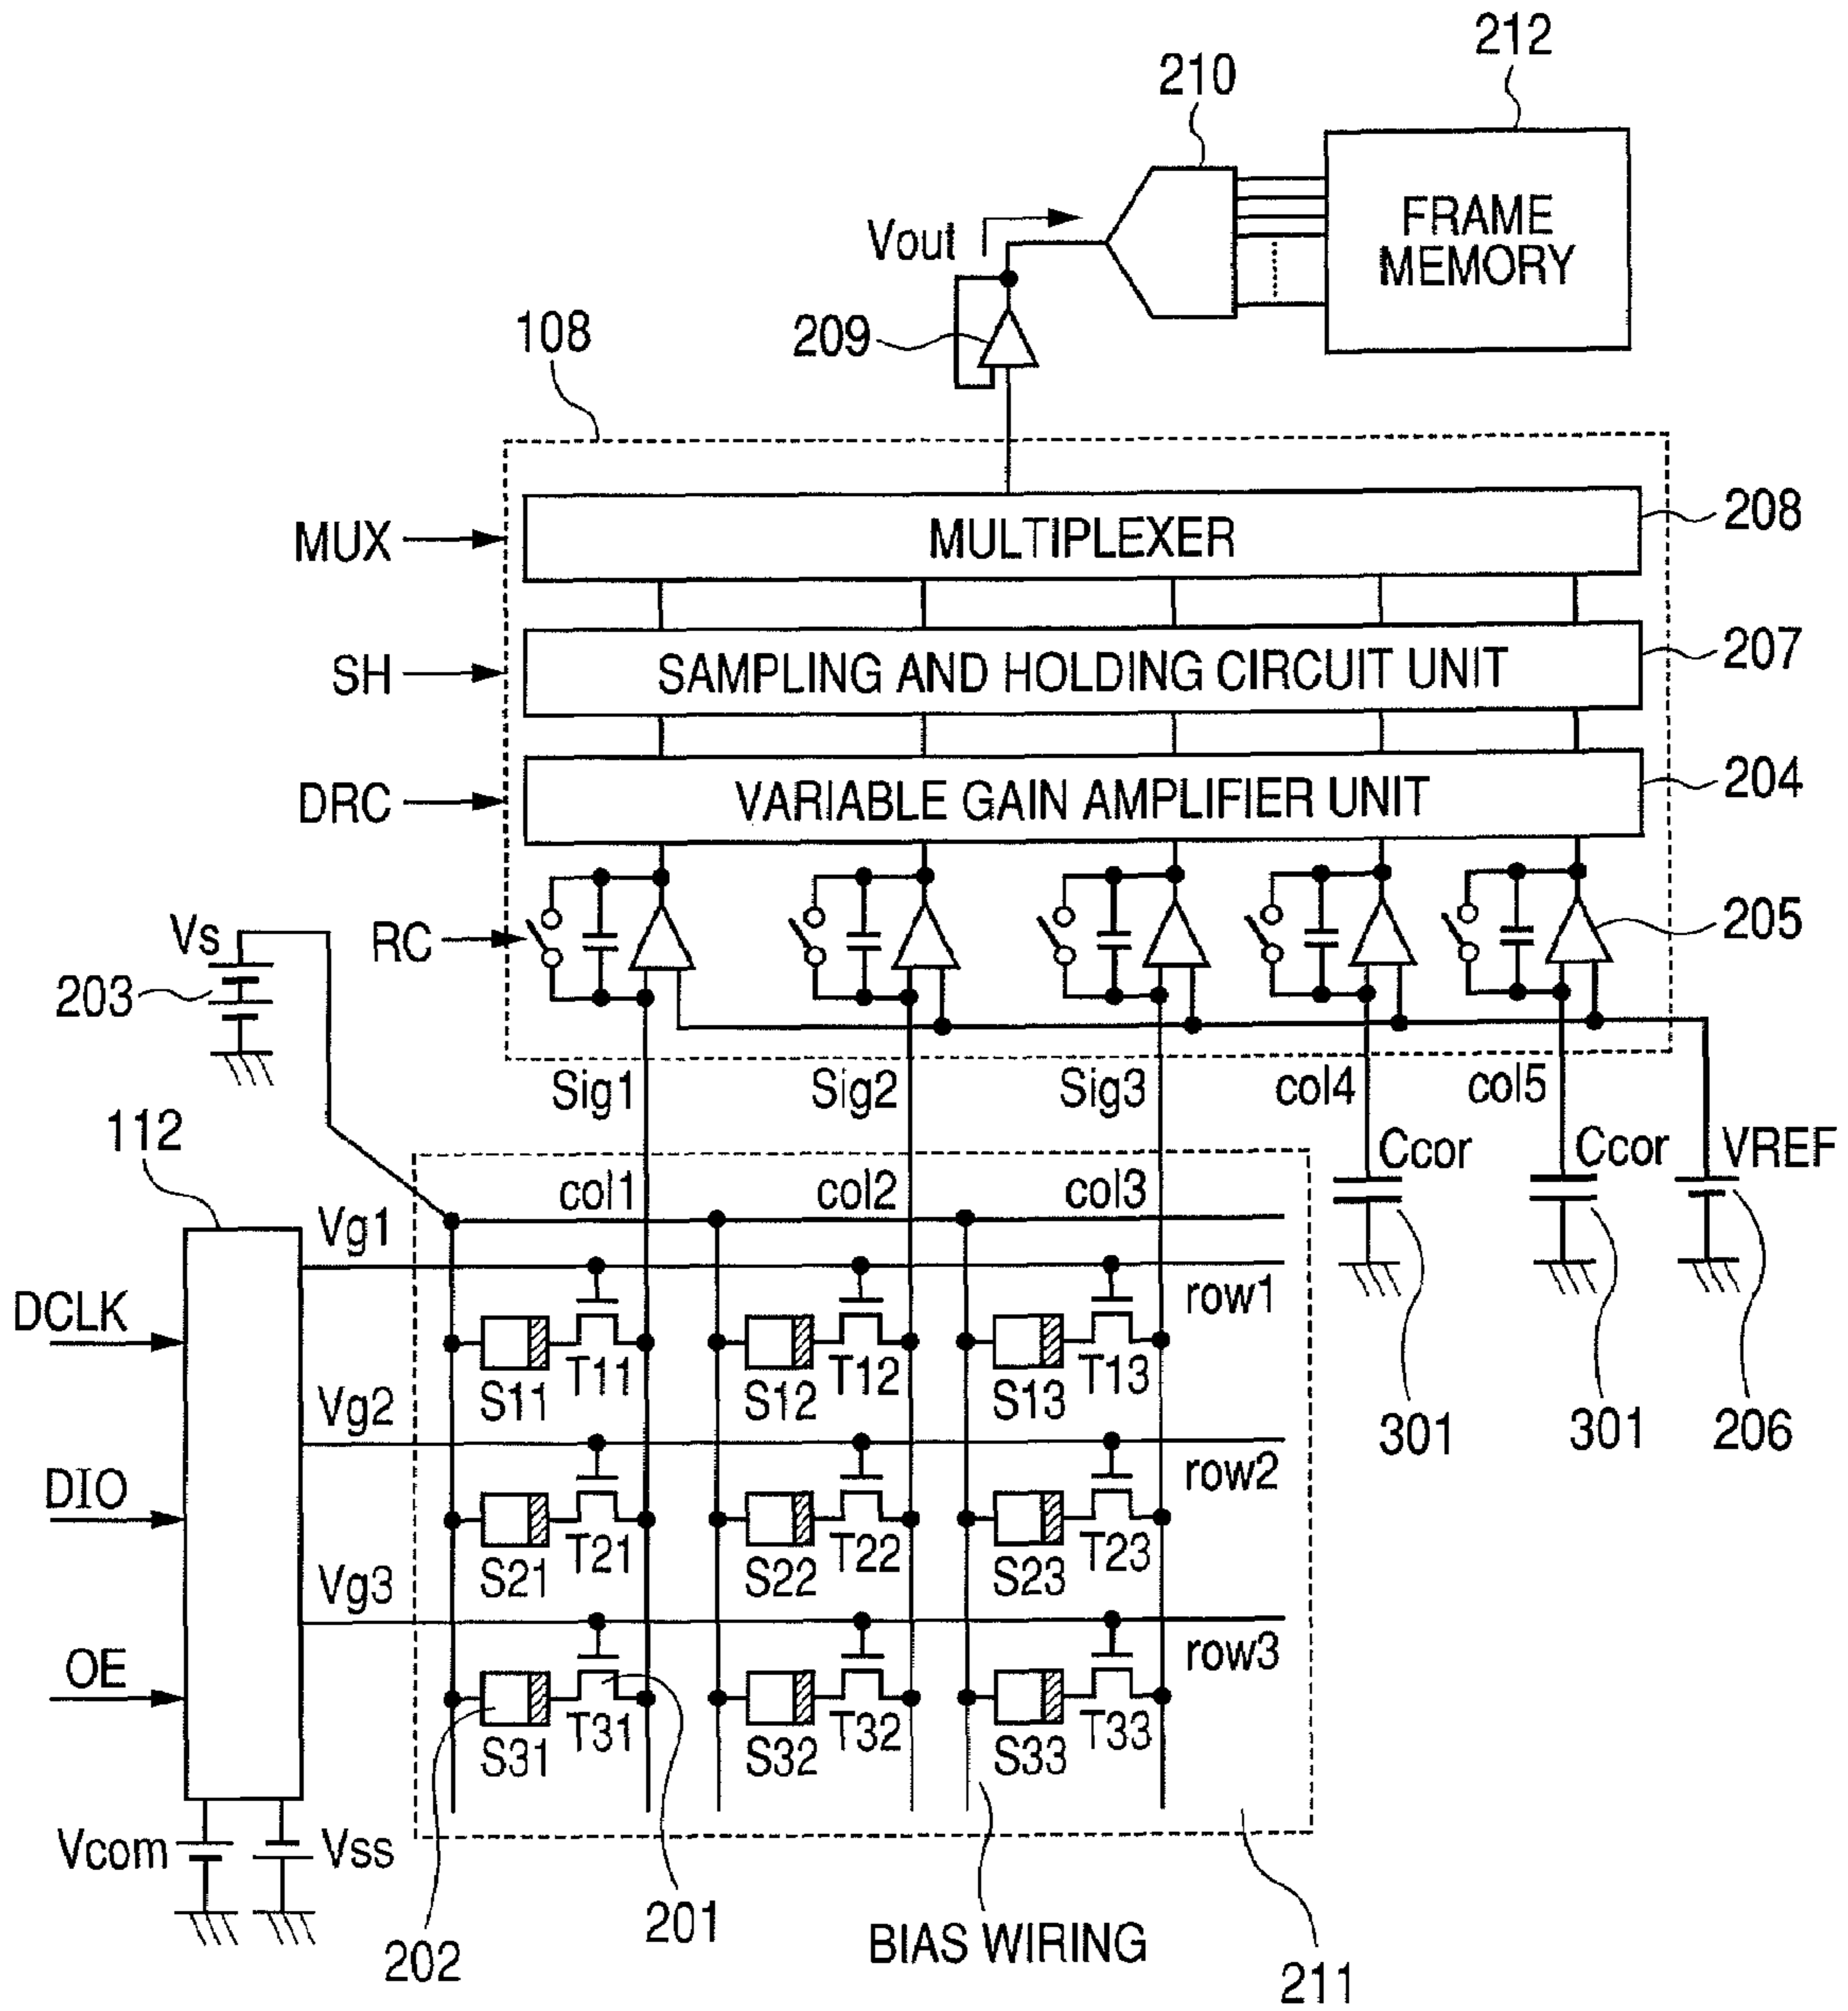 212
210
FRAME
MEMORY
Vout
209
108
MUX
MULTIPLEXER
208
SH
SAMPLING AND HOLDING CIRCUIT UNIT
207
DRC
VARIABLE GAIN AMPLIFIER UNIT
204
Vs
203
RC
205
Sig1
Sig2
Sig3
col4
col5
112
Ccor
Ccor
VREF
col1
col2
col3
Vg1
row1
DCLK
S11
T11
S12
T12
S13
T13
301
301
206
Vg2
row2
DIO
S21
T21
S22
T22
S23
T23
Vg3
row3
OE
S31
T31
S32
T32
S33
T33
Vcom
Vss
202
201
BIAS WIRING
211